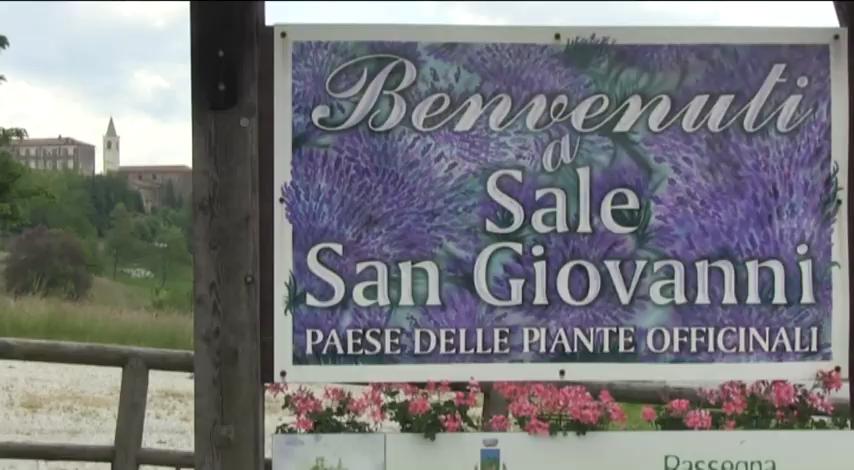 Benvenuti
a
Sale
San Giovanni
PAESE DELLE PIANTE OFFICINALI
Rassegna